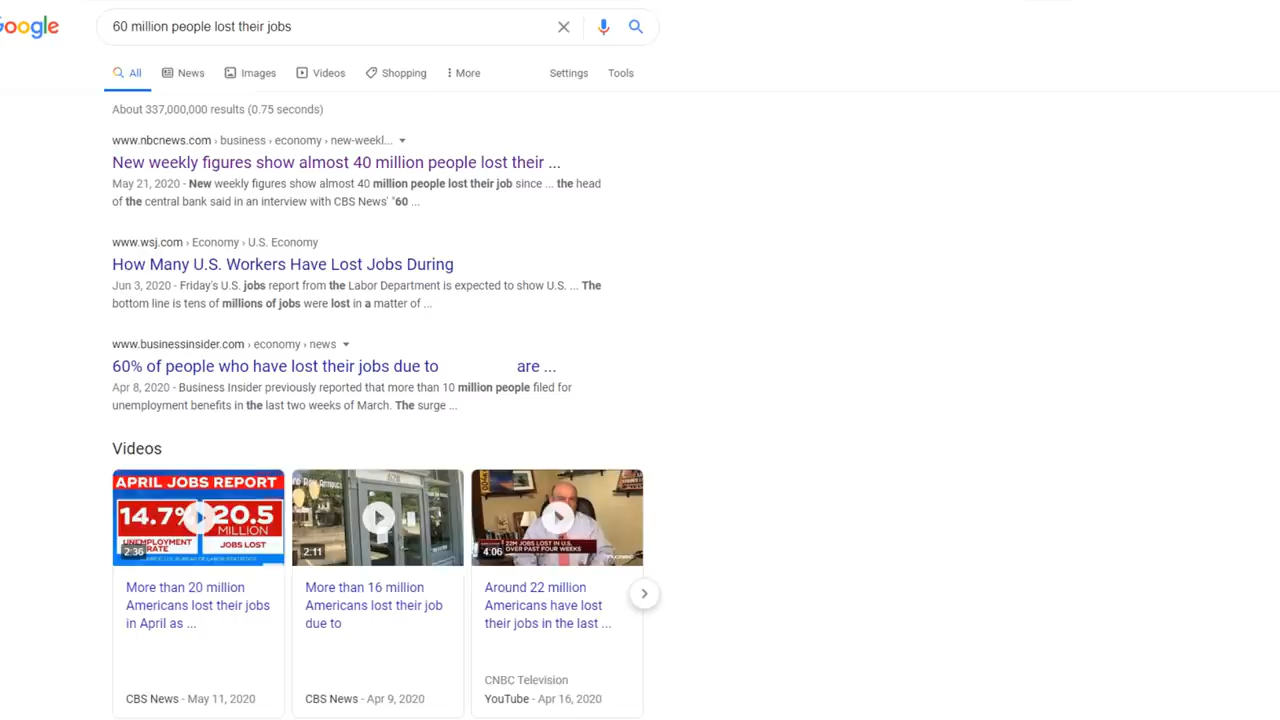 Google
60 million people lost their jobs
All News Images Videos Shopping More Settings Tools
About 337,000,000 results (0.75 seconds)
www.nbcnews.com › business › economy › new-weekl...
New weekly figures show almost 40 million people lost their ...
May 21, 2020 - New weekly figures show almost 40 million people lost their job since ... the head
of the central bank said in an interview with CBS News' "60 ...
www.wsj.com › Economy › U.S. Economy
How Many U.S. Workers Have Lost Jobs During
Jun 3, 2020 - Friday's U.S. jobs report from the Labor Department is expected to show U.S. ... The
bottom line is tens of millions of jobs were lost in a matter of ...
www.businessinsider.com › economy › news
60% of people who have lost their jobs due to are ...
Apr 8, 2020 - Business Insider previously reported that more than 10 million people filed for
unemployment benefits in the last two weeks of March. The surge ...
Videos
APRIL JOBS REPORT
14.7% 20.5
MILLION
UNEMPLOYMENT RATE JOBS LOST
2:36
2:11
22M JOBS LOST IN U.S.
OVER PAST FOUR WEEKS
4:06
More than 20 million
Americans lost their jobs
in April as ...
CBS News - May 11, 2020
More than 16 million
Americans lost their job
due to
CBS News - Apr 9, 2020
Around 22 million
Americans have lost
their jobs in the last ...
CNBC Television
YouTube - Apr 16, 2020